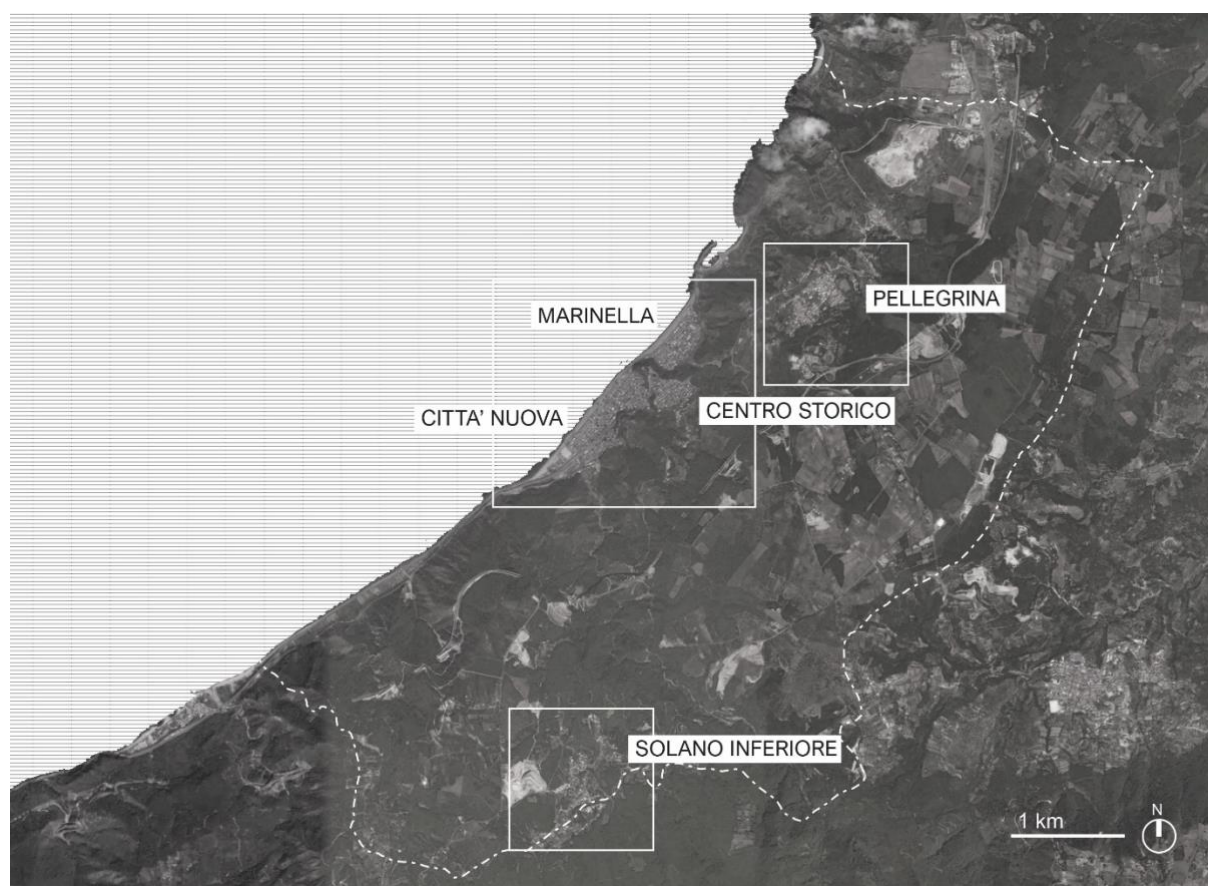 MARINELLA
PELLEGRINA
CITTA' NUOVA
CENTRO STORICO
SOLANO INFERIORE
1 km
N